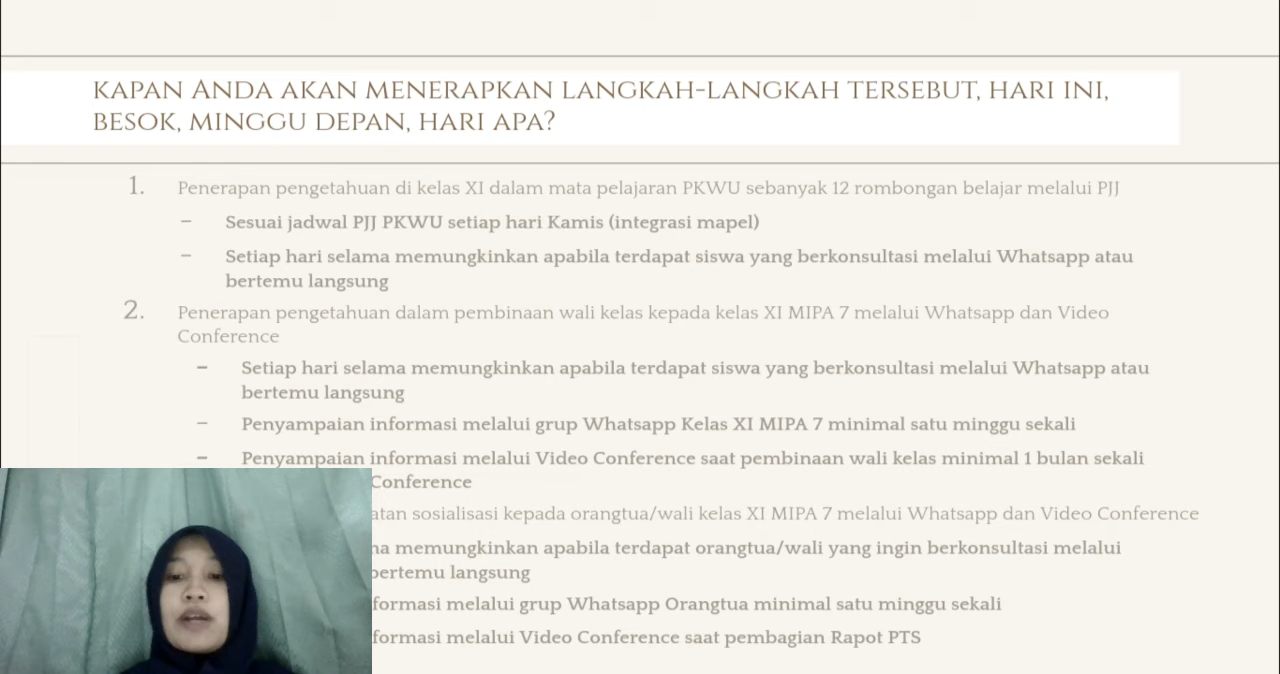 KAPAN ANDA AKAN MENERAPKAN LANGKAH-LANGKAH TERSEBUT, HARI INI,
BESOK, MINGGU DEPAN, HARI APA?
1. Penerapan pengetahuan di kelas XI dalam mata pelajaran PKWU sebanyak 12 rombongan belajar melalui PJJ
– Sesuai jadwal PJJ PKWU setiap hari Kamis (integrasi mapel)
– Setiap hari selama memungkinkan apabila terdapat siswa yang berkonsultasi melalui Whatsapp atau
bertemu langsung
2. Penerapan pengetahuan dalam pembinaan wali kelas kepada kelas XI MIPA 7 melalui Whatsapp dan Video
Conference
– Setiap hari selama memungkinkan apabila terdapat siswa yang berkonsultasi melalui Whatsapp atau
bertemu langsung
– Penyampaian informasi melalui grup Whatsapp Kelas XI MIPA 7 minimal satu minggu sekali
– Penyampaian informasi melalui Video Conference saat pembinaan wali kelas minimal 1 bulan sekali
Conference
atan sosialisasi kepada orangtua/wali kelas XI MIPA 7 melalui Whatsapp dan Video Conference
memungkinkan apabila terdapat orangtua/wali yang ingin berkonsultasi melalui
bertemu langsung
formasi melalui grup Whatsapp Orangtua minimal satu minggu sekali
formasi melalui Video Conference saat pembagian Rapot PTS